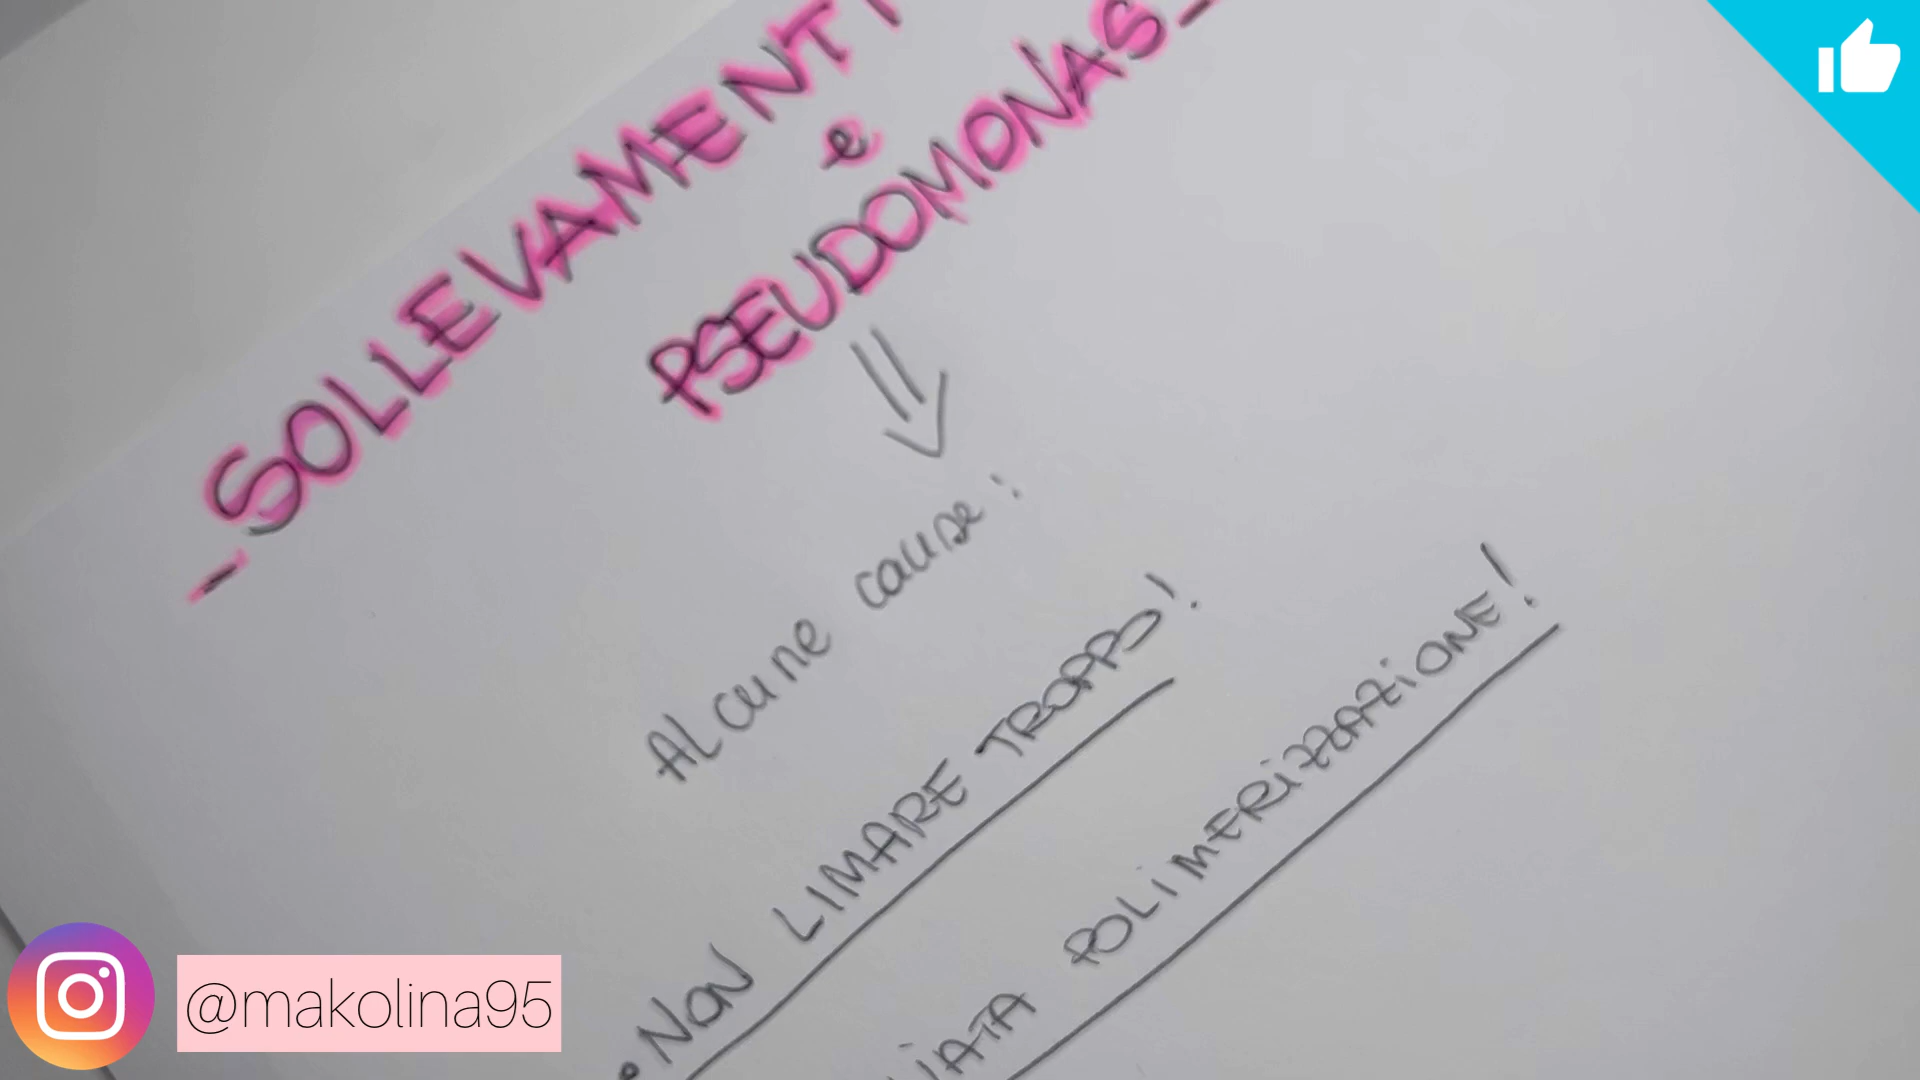 - SOLLEVAMENTI
e
PSEUDOMONAS -
ALcune cause:
• NON LIMARE TROPPO!
POLiMERiZZAZiONE!
@makolina95